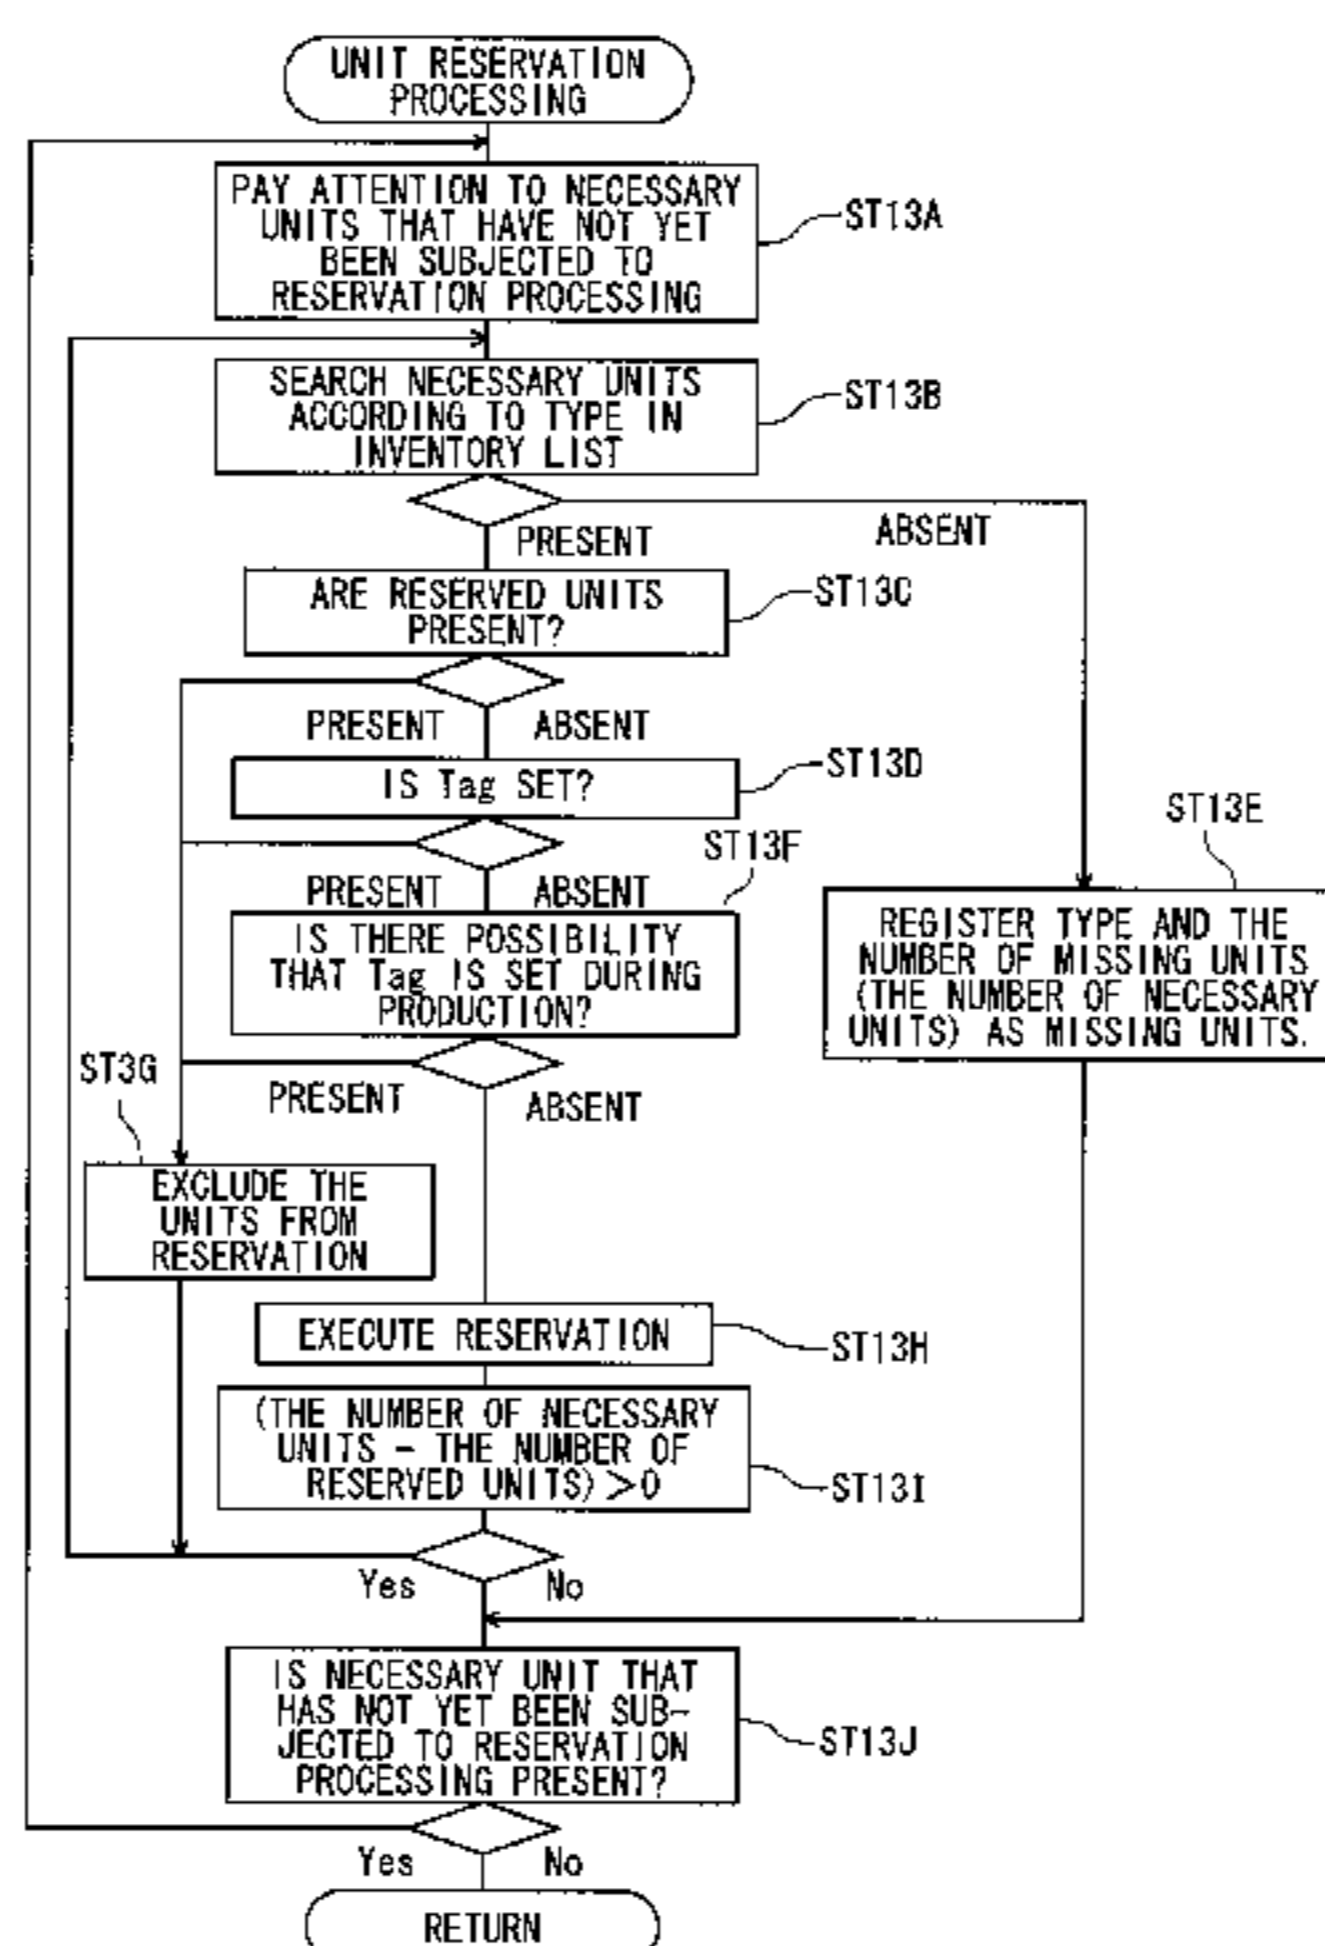 UNIT RESERVATION
PROCESSING
PAY ATTENTION TO NECESSARY
UNITS THAT HAVE NOT YET
BEEN SUBJECTED TO
RESERVATION PROCESSING
ST13A
SEARCH NECESSARY UNITS
ACCORDING TO TYPE IN
INVENTORY LIST
ST13B
PRESENT
ABSENT
ARE RESERVED UNITS
PRESENT?
ST13C
PRESENT
ABSENT
IS Tag SET?
ST13D
PRESENT
ABSENT
ST13F
IS THERE POSSIBILITY
THAT Tag IS SET DURING
PRODUCTION?
ST13E
REGISTER TYPE AND THE
NUMBER OF MISSING UNITS
(THE NUMBER OF NECESSARY
UNITS) AS MISSING UNITS.
PRESENT
ABSENT
ST3G
EXCLUDE THE
UNITS FROM
RESERVATION
EXECUTE RESERVATION
ST13H
(THE NUMBER OF NECESSARY
UNITS - THE NUMBER OF
RESERVED UNITS) >0
ST13I
Yes
No
IS NECESSARY UNIT THAT
HAS NOT YET BEEN SUB-
JECTED TO RESERVATION
PROCESSING PRESENT?
ST13J
Yes
No
RETURN